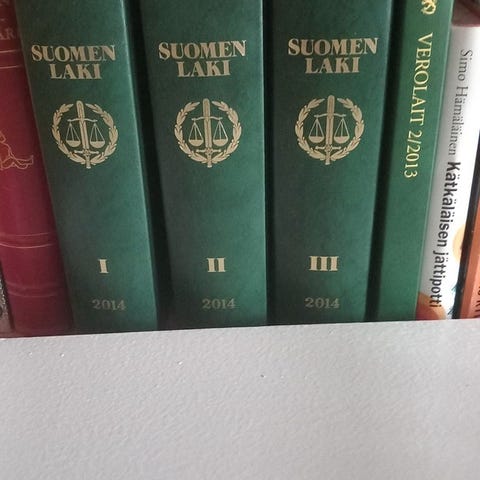 SUOMEN
LAKI
I
2014
SUOMEN
LAKI
II
2014
SUOMEN
LAKI
III
2014
VEROLAIT 2/2013
Simo Hämäläinen
Kätkäläisen jättipotti